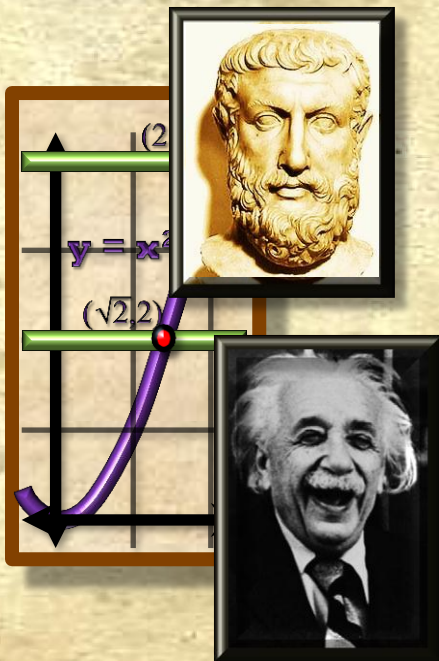 (2
y = x²
(√2,2)